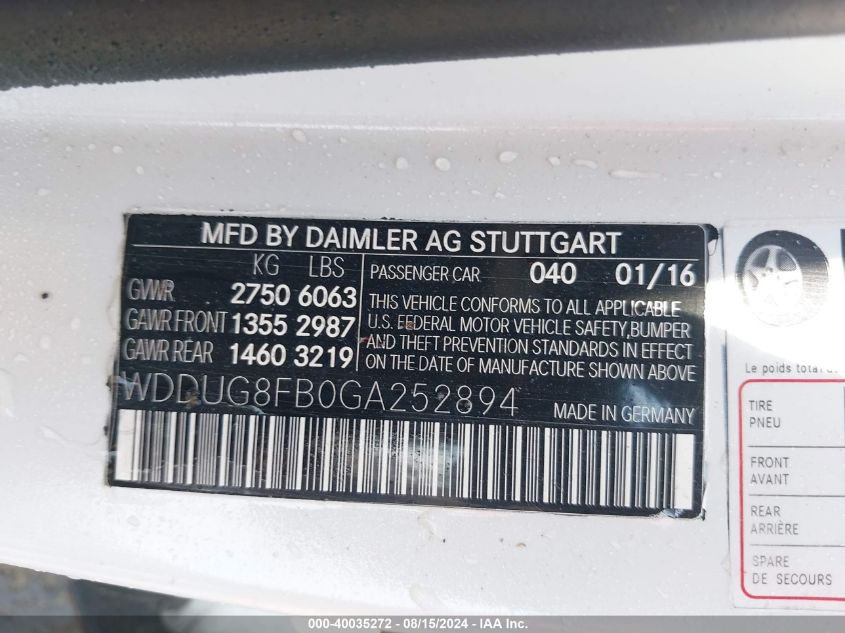 MFD BY DAIMLER AG STUTTGART
KG LBS
GVWR 2750 6063
GAWR FRONT 1355 2987
GAWR REAR 1460 3219
PASSENGER CAR 040 01/16
THIS VEHICLE CONFORMS TO ALL APPLICABLE
U.S. FEDERAL MOTOR VEHICLE SAFETY,BUMPER
AND THEFT PREVENTION STANDARDS IN EFFECT
ON THE DATE OF MANUFACTURE SHOWN ABOVE
WDDUG8FB0GA252894 MADE IN GERMANY
Le poids total
TIRE
PNEU
FRONT
AVANT
REAR
ARRIÈRE
SPARE
DE SECOURS
000-40035272 - 08/15/2024 - INSURANCE AUTO AUCTIONS INC.